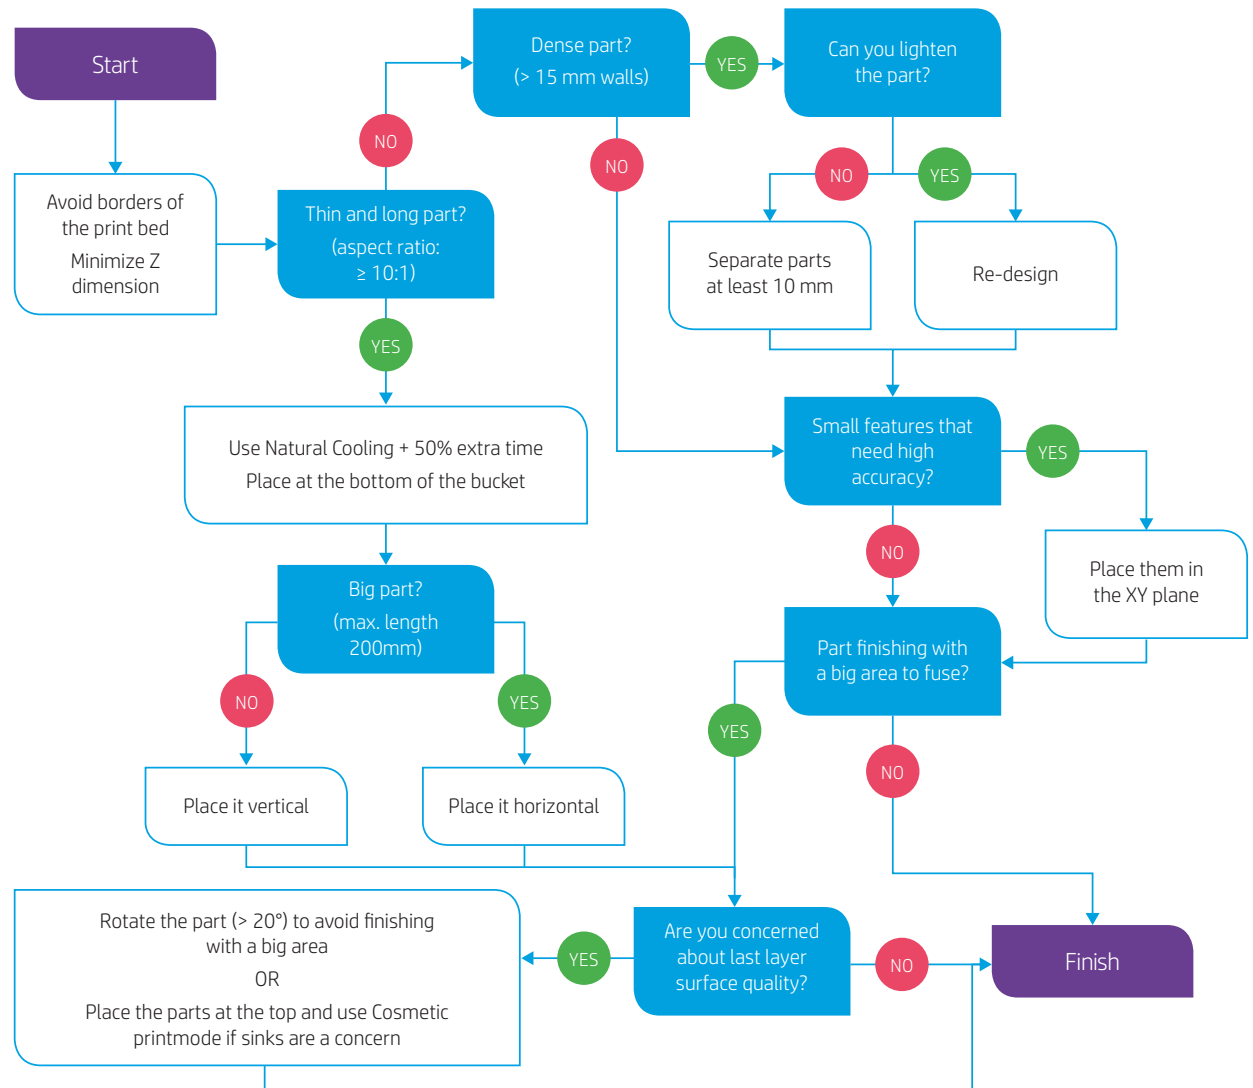 Start
Avoid borders of
the print bed
Minimize Z
dimension
Thin and long part?
(aspect ratio:
≥ 10:1)
NO
Dense part?
(> 15 mm walls)
YES
Can you lighten
the part?
NO
NO
YES
Separate parts
at least 10 mm
Re-design
YES
Use Natural Cooling + 50% extra time
Place at the bottom of the bucket
Small features that
need high
accuracy?
YES
NO
Place them in
the XY plane
Big part?
(max. length
200mm)
NO
YES
Part finishing with
a big area to fuse?
YES
NO
Place it vertical
Place it horizontal
Rotate the part (> 20°) to avoid finishing
with a big area
OR
Place the parts at the top and use Cosmetic
printmode if sinks are a concern
YES
Are you concerned
about last layer
surface quality?
NO
Finish